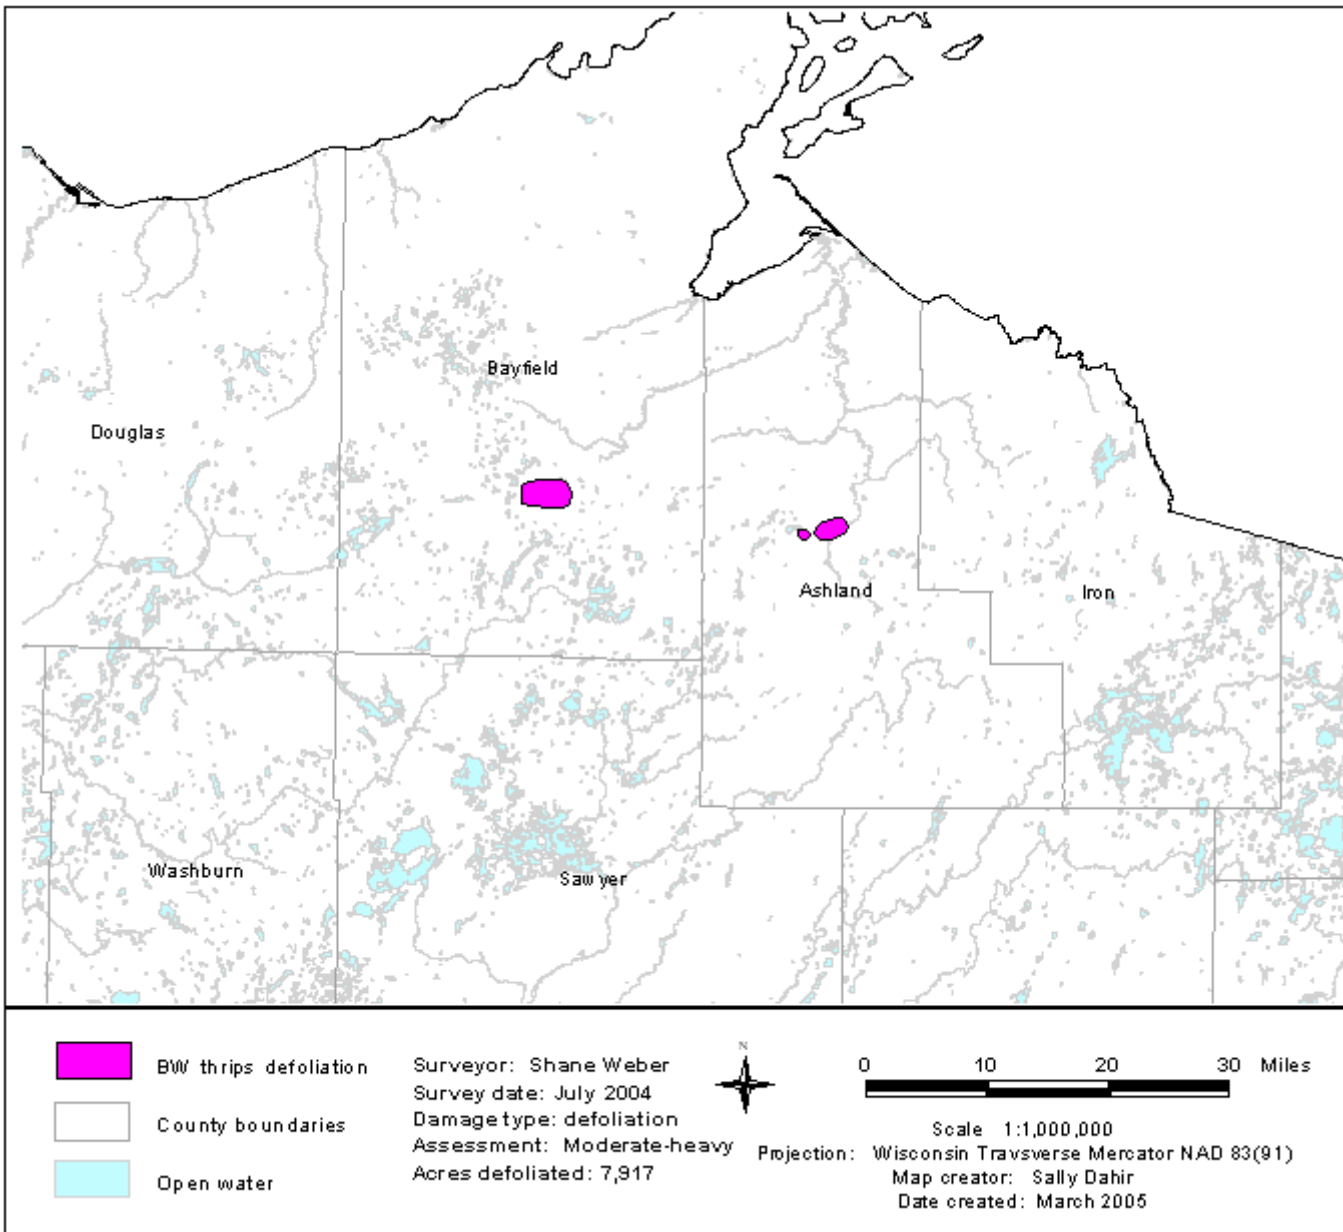 Bayfield
Douglas
Ashland
Iron
Washburn
Sawyer
BW thrips defoliation
County boundaries
Open water
Surveyor: Shane Weber
Survey date: July 2004
Damage type: defoliation
Assessment: Moderate-heavy
Acres defoliated: 7,917
N
0 10 20 30 Miles
Scale 1:1,000,000
Projection: Wisconsin Travsverse Mercator NAD 83(91)
Map creator: Sally Dahir
Date created: March 2005